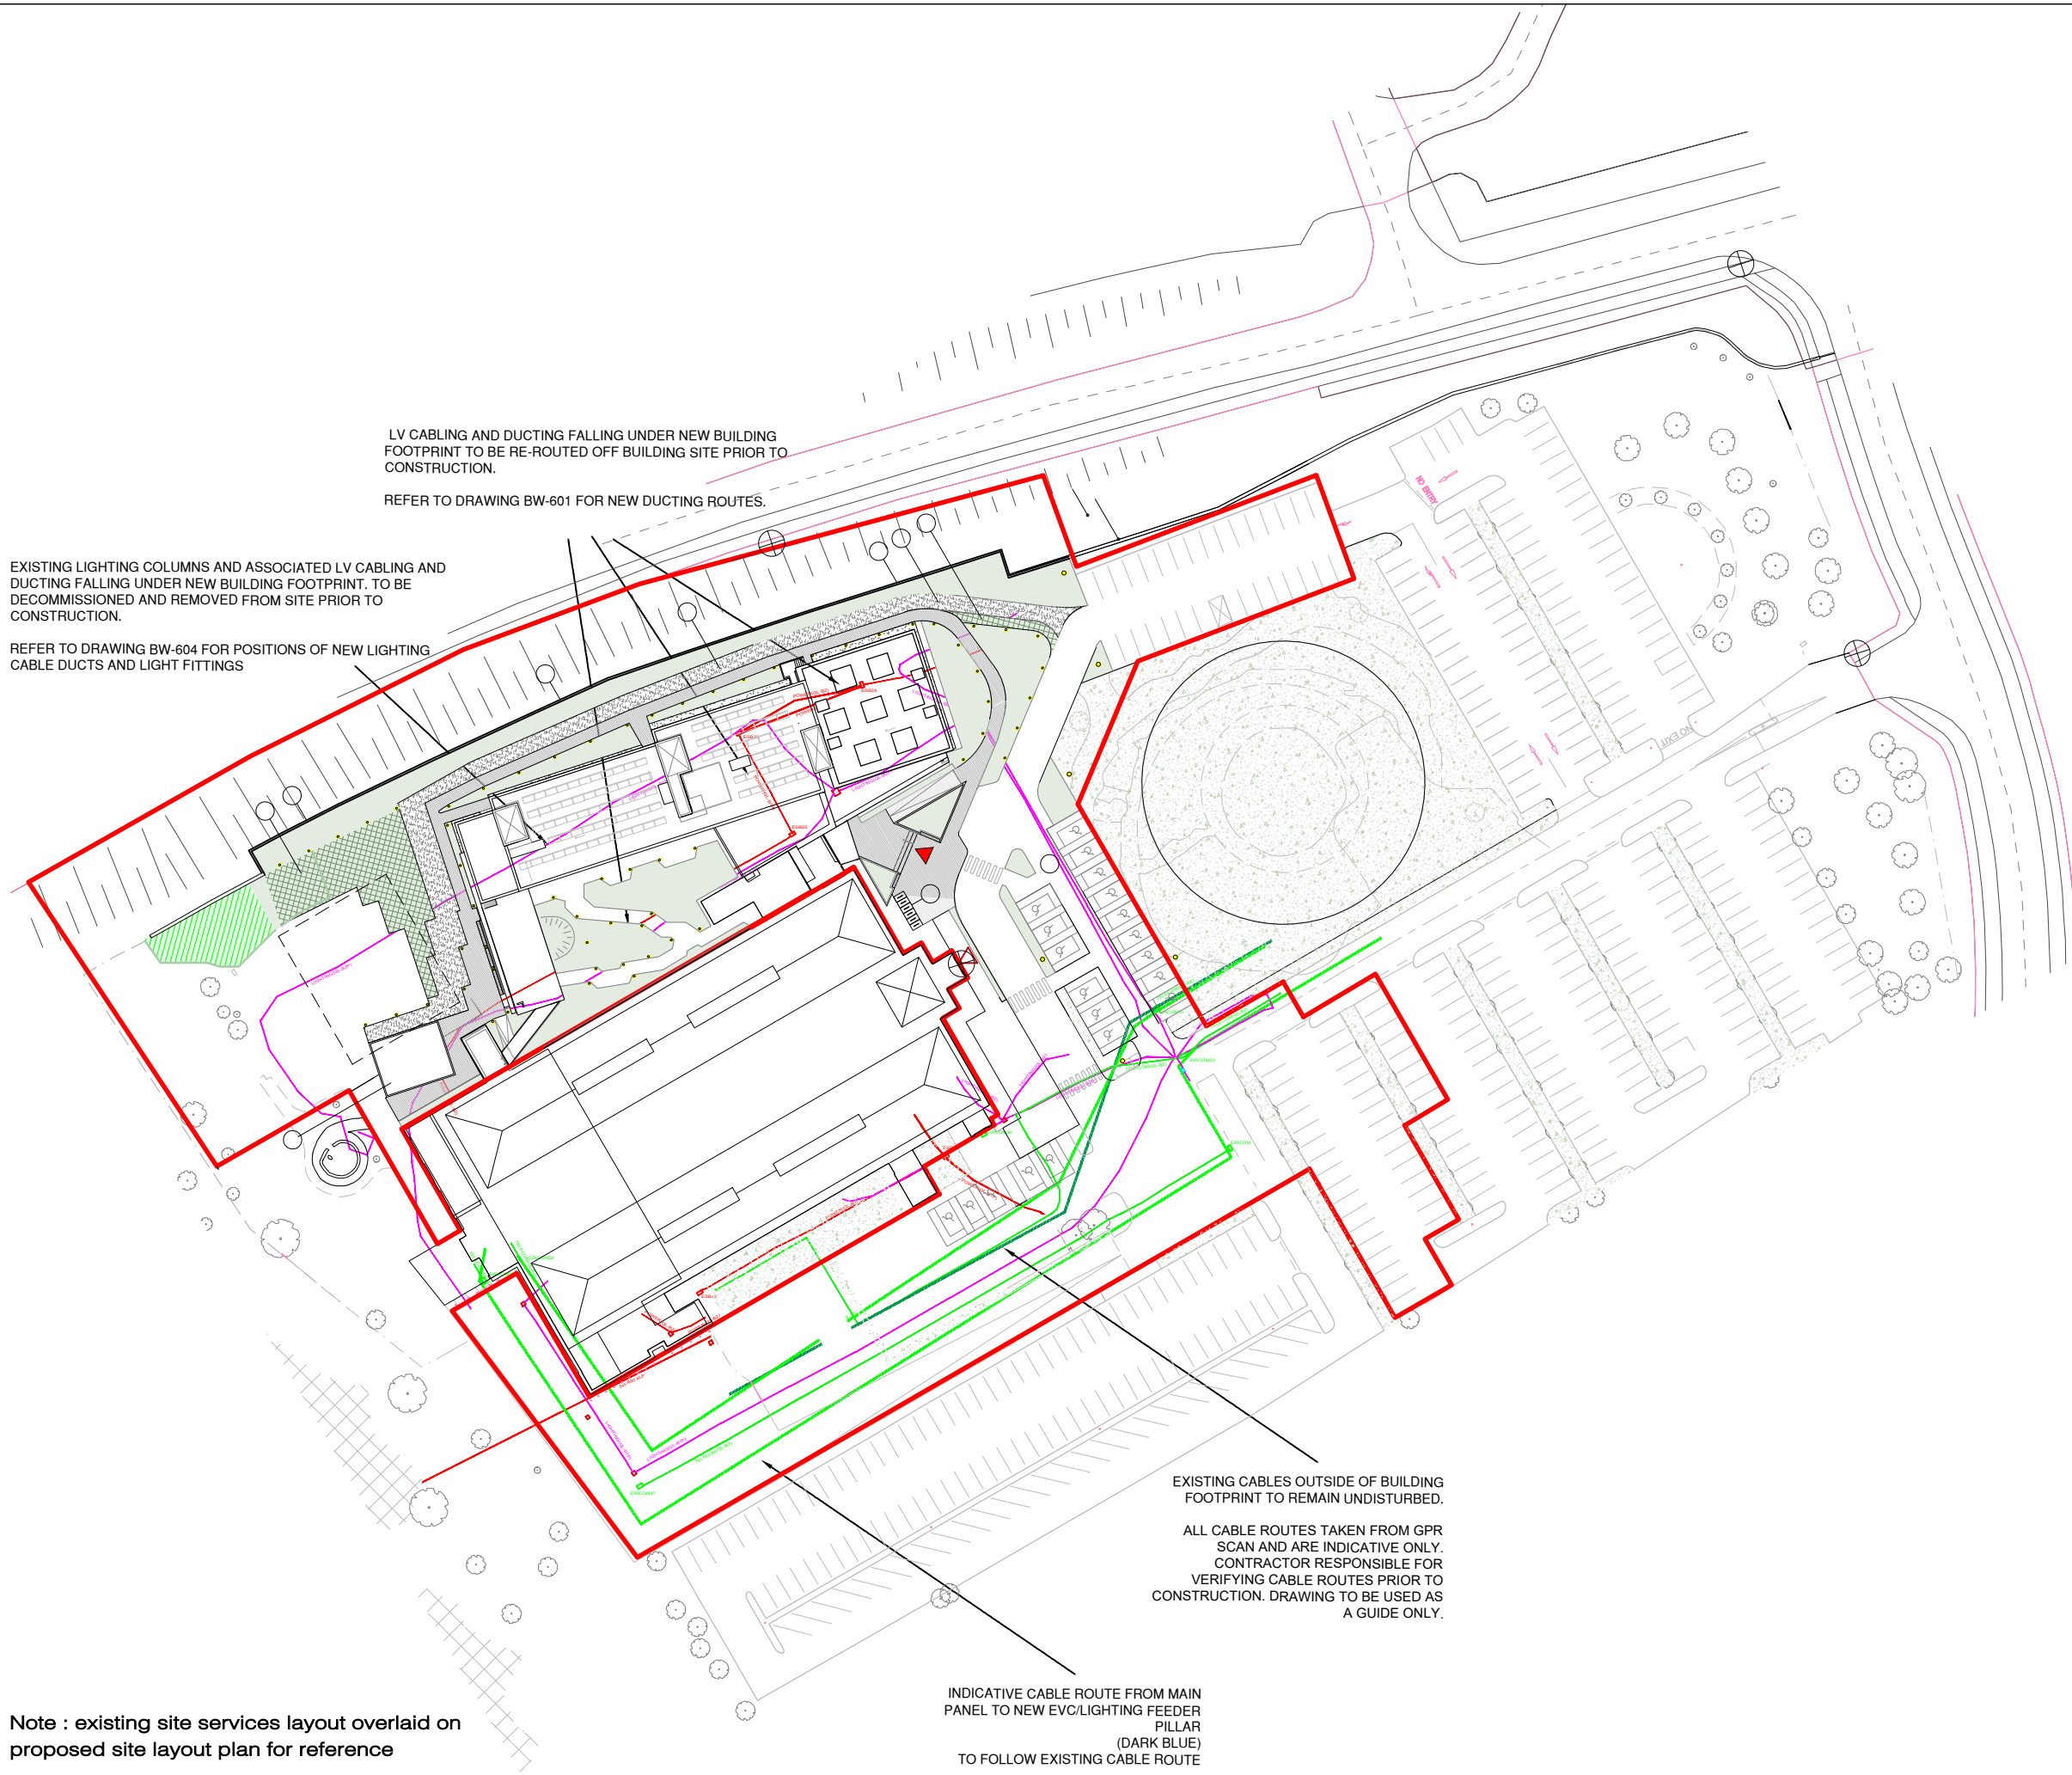 LV CABLING AND DUCTING FALLING UNDER NEW BUILDING
FOOTPRINT TO BE RE-ROUTED OFF BUILDING SITE PRIOR TO
CONSTRUCTION.
REFER TO DRAWING BW-601 FOR NEW DUCTING ROUTES.
EXISTING LIGHTING COLUMNS AND ASSOCIATED LV CABLING AND
DUCTING FALLING UNDER NEW BUILDING FOOTPRINT. TO BE
DECOMMISSIONED AND REMOVED FROM SITE PRIOR TO
CONSTRUCTION.
REFER TO DRAWING BW-604 FOR POSITIONS OF NEW LIGHTING
CABLE DUCTS AND LIGHT FITTINGS
NO ENTRY
NO EXIT
EXISTING CABLES OUTSIDE OF BUILDING
FOOTPRINT TO REMAIN UNDISTURBED.
ALL CABLE ROUTES TAKEN FROM GPR
SCAN AND ARE INDICATIVE ONLY.
CONTRACTOR RESPONSIBLE FOR
VERIFYING CABLE ROUTES PRIOR TO
CONSTRUCTION. DRAWING TO BE USED AS
A GUIDE ONLY.
INDICATIVE CABLE ROUTE FROM MAIN
PANEL TO NEW EVC/LIGHTING FEEDER
PILLAR
(DARK BLUE)
TO FOLLOW EXISTING CABLE ROUTE
Note : existing site services layout overlaid on
proposed site layout plan for reference